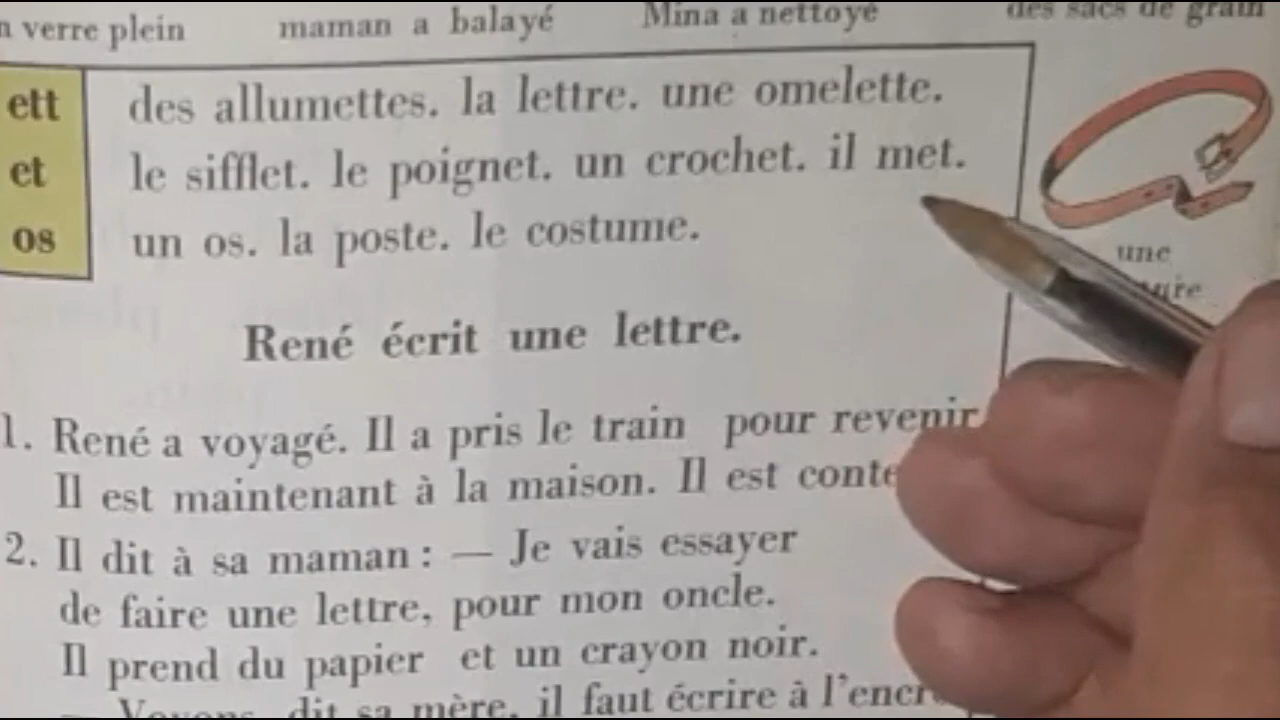 verre plein maman a balayé Mina a nettoyé des sacs de grain
ett des allumettes. la lettre. une omelette.
et le sifflet. le poignet. un crochet. il met.
os un os. la poste. le costume.
une
René écrit une lettre.
1. René a voyagé. Il a pris le train pour revenir
Il est maintenant à la maison. Il est
2. Il dit à sa maman : — Je vais essayer
de faire une lettre, pour mon oncle.
Il prend du papier et un crayon noir.
— Voyons, dit sa mère, il faut écrire à